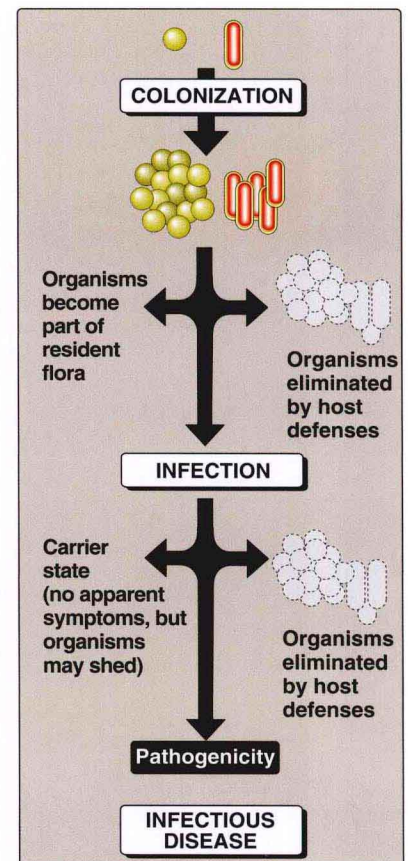 COLONIZATION
Organisms
become
part of
resident
flora
Organisms
eliminated
by host
defenses
INFECTION
Carrier
state
(no apparent
symptoms, but
organisms
may shed)
Organisms
eliminated
by host
defenses
Pathogenicity
INFECTIOUS
DISEASE